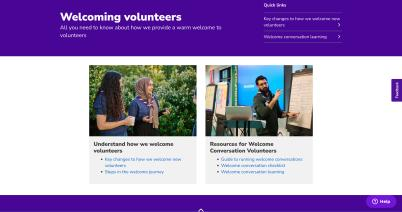 Welcoming volunteers
All you need to know about how we provide a warm welcome to
volunteers
Quick links
Key changes to how we welcome new
volunteers
Welcome conversation learning
Feedback
Understand how we welcome
volunteers
Key changes to how we welcome new
volunteers
Steps in the welcome journey
Resources for Welcome
Conversation Volunteers
Guide to running welcome conversations
Welcome conversation checklist
Welcome conversation learning
Help